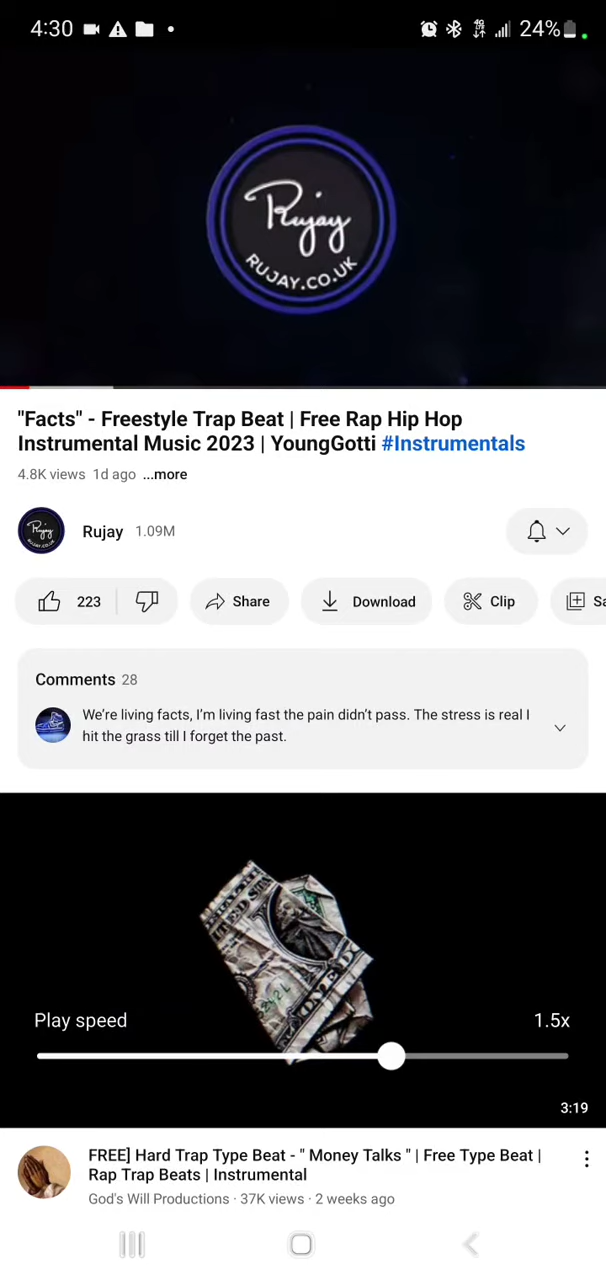 4:30
24%
Rujay
RUJAY.CO.UK
"Facts" - Freestyle Trap Beat | Free Rap Hip Hop
Instrumental Music 2023 | YoungGotti #Instrumentals
4.8K views 1d ago ...more
Rujay 1.09M
223
Share
Download
Clip
Sa
Comments 28
We're living facts, I'm living fast the pain didn't pass. The stress is real I
hit the grass till I forget the past.
Play speed
1.5x
3:19
FREE] Hard Trap Type Beat - " Money Talks " | Free Type Beat |
Rap Trap Beats | Instrumental
God's Will Productions · 37K views · 2 weeks ago